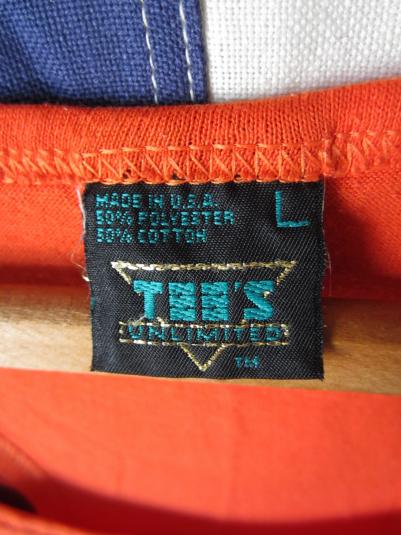 MADE IN U.S.A.
50% POLYESTER
50% COTTON
L
TEE'S
UNLIMITED
TM